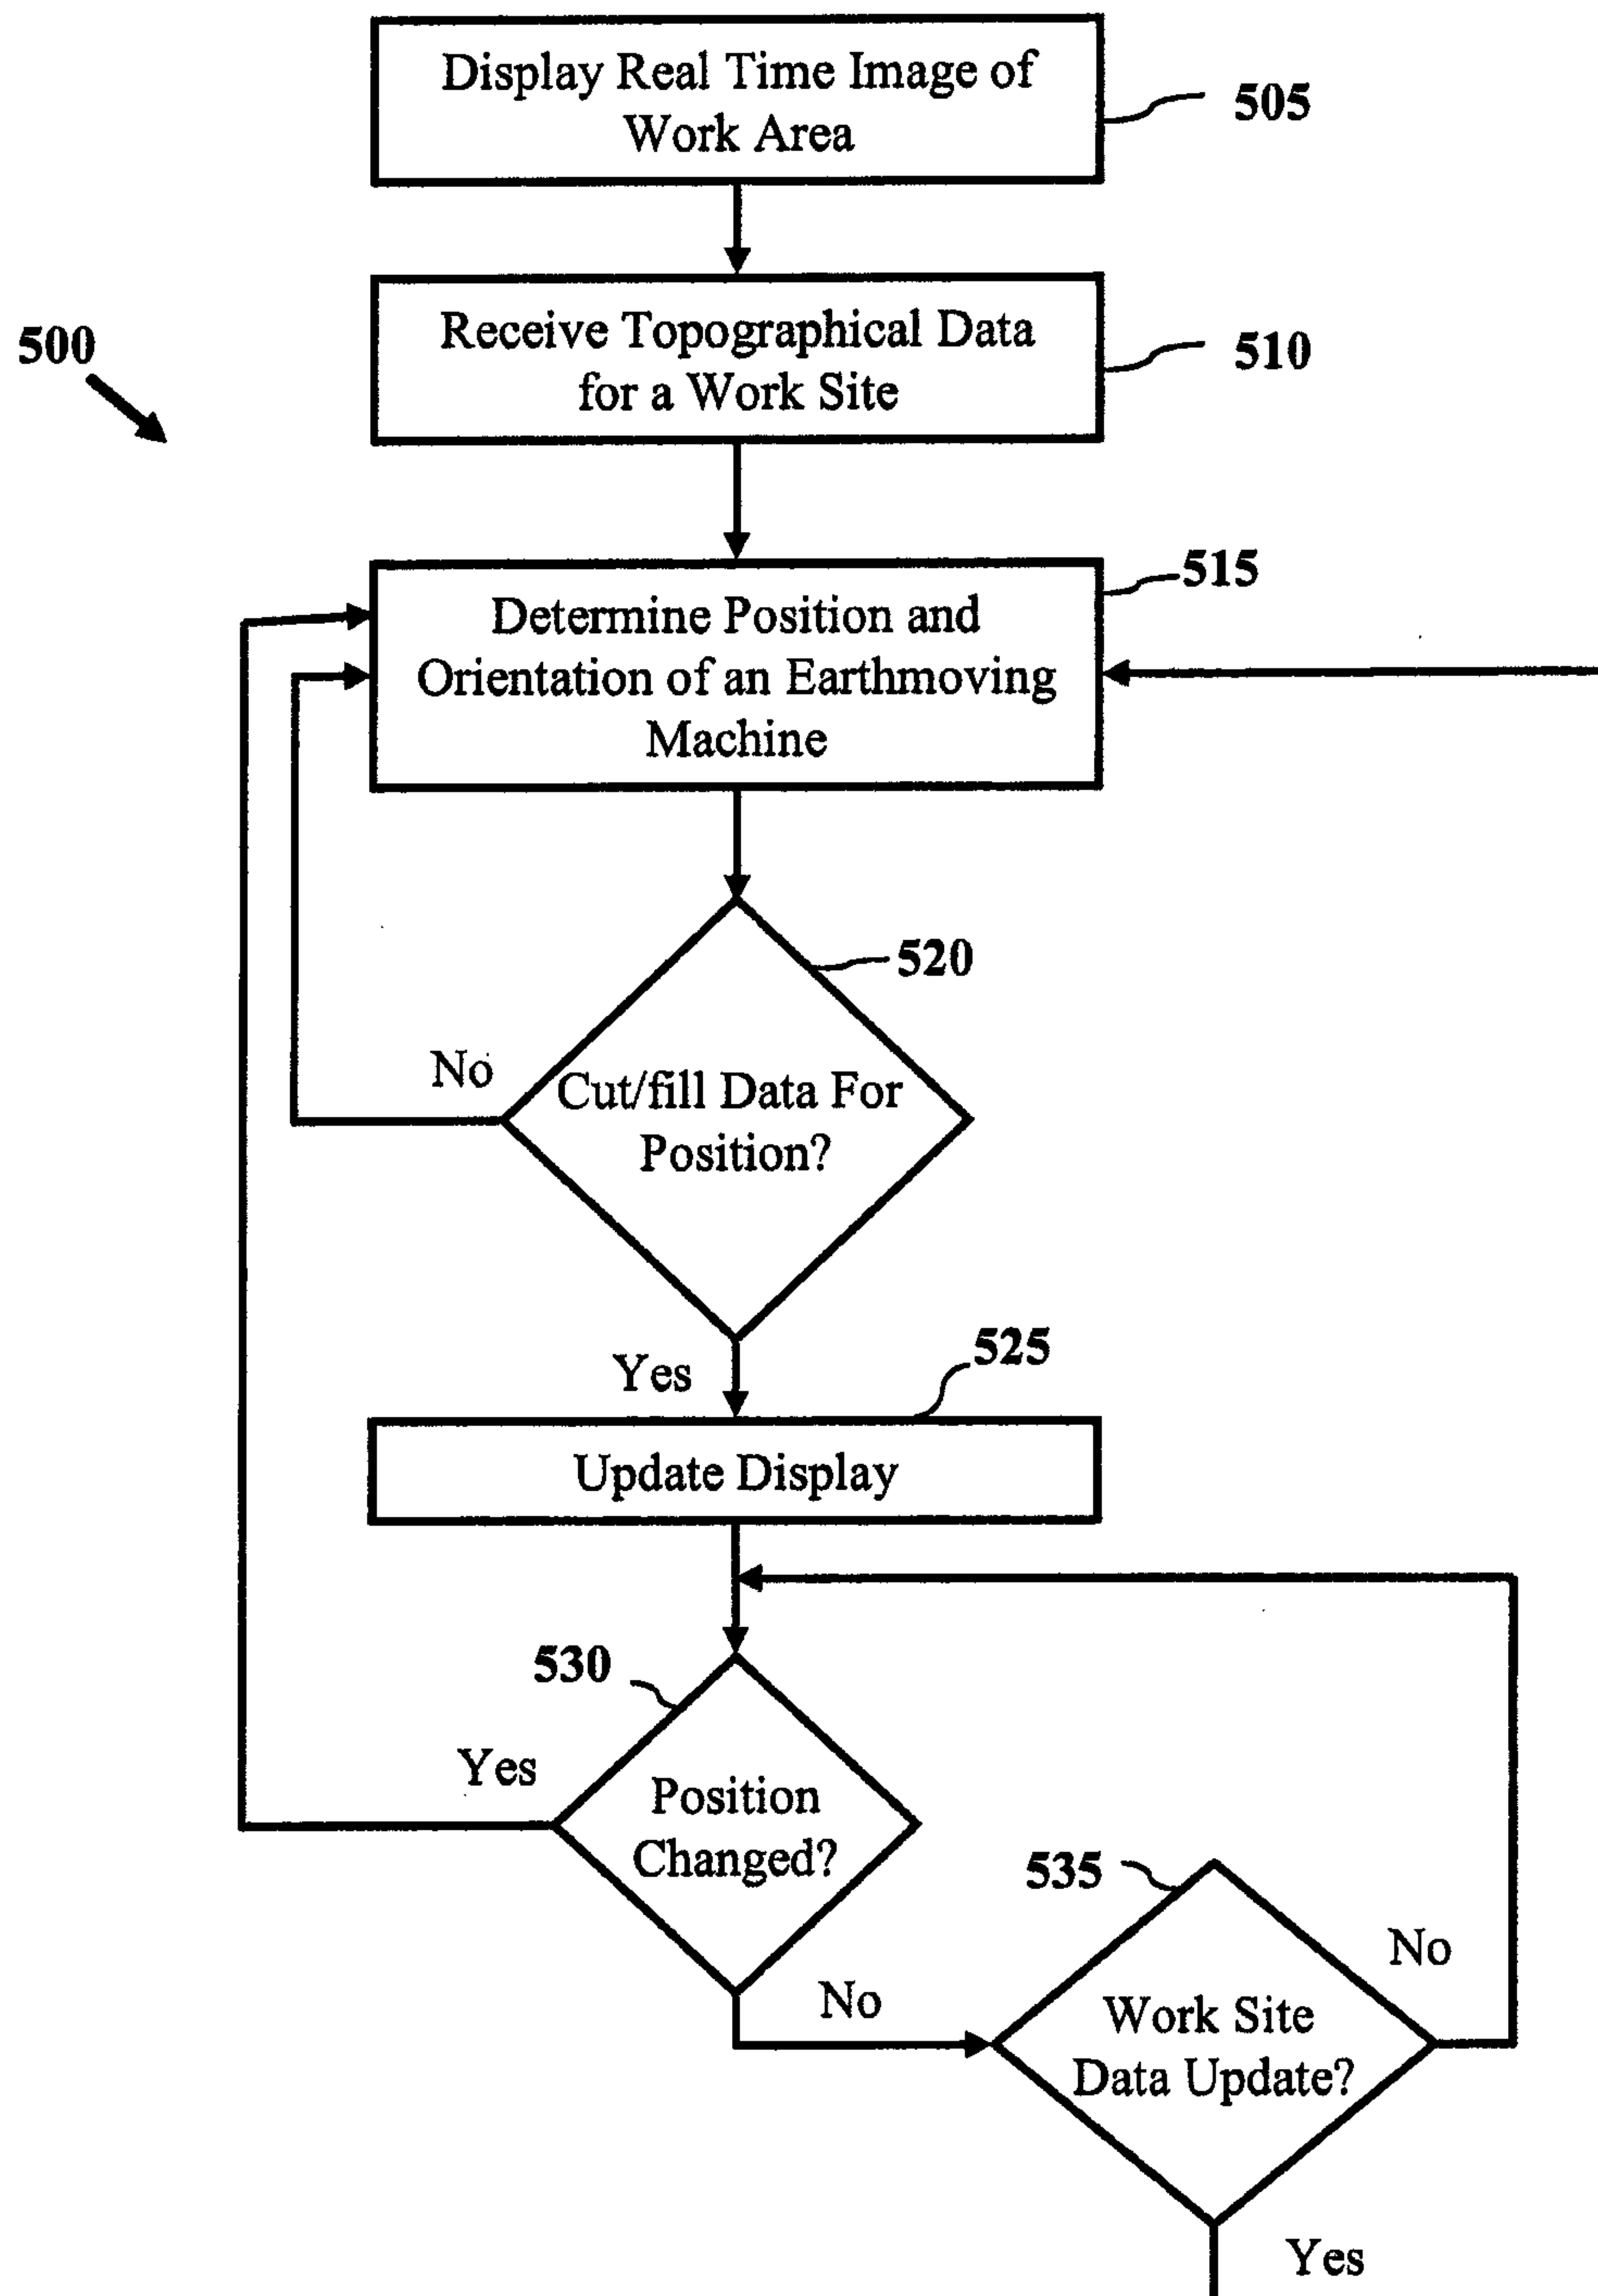 Display Real Time Image of
Work Area
505
Receive Topographical Data
for a Work Site
510
500
Determine Position and
Orientation of an Earthmoving
Machine
515
520
No
Cut/fill Data For
Position?
Yes
525
Update Display
530
Yes
Position
Changed?
No
535
No
Work Site
Data Update?
Yes